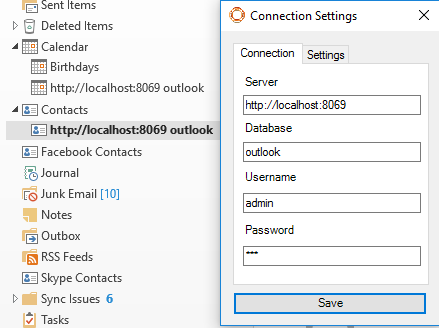 Sent Items
Deleted Items
Calendar
Birthdays
http://localhost:8069 outlook
Contacts
http://localhost:8069 outlook
Facebook Contacts
Journal
Junk Email [10]
Notes
Outbox
RSS Feeds
Skype Contacts
Sync Issues 6
Tasks
Connection Settings
Connection
Settings
Server
http://localhost:8069
Database
outlook
Username
admin
Password
***
Save